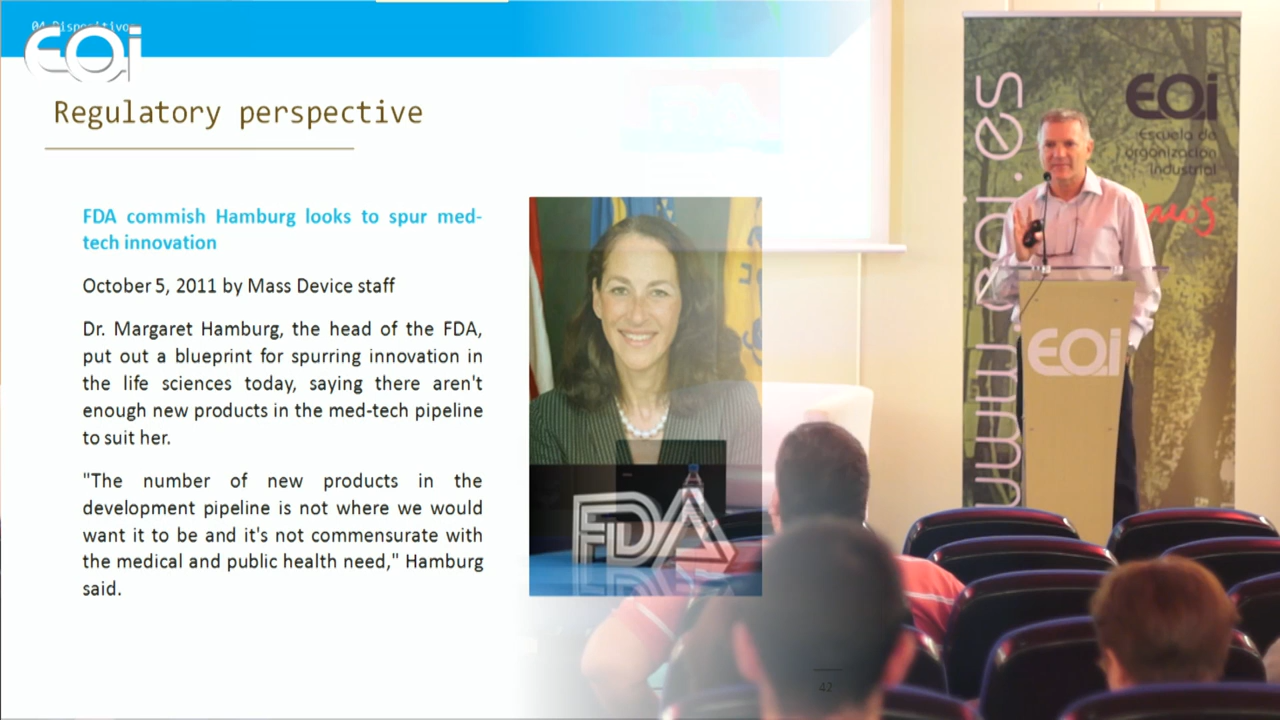 04 Dispositivos
EOi
Regulatory perspective
FDA commish Hamburg looks to spur med-
tech innovation
October 5, 2011 by Mass Device staff
Dr. Margaret Hamburg, the head of the FDA,
put out a blueprint for spurring innovation in
the life sciences today, saying there aren't
enough new products in the med-tech pipeline
to suit her.
"The number of new products in the
development pipeline is not where we would
want it to be and it's not commensurate with
the medical and public health need," Hamburg
said.
FDA
42
www.eoi.es
EOi
Escuela de
organización
industrial
EOi